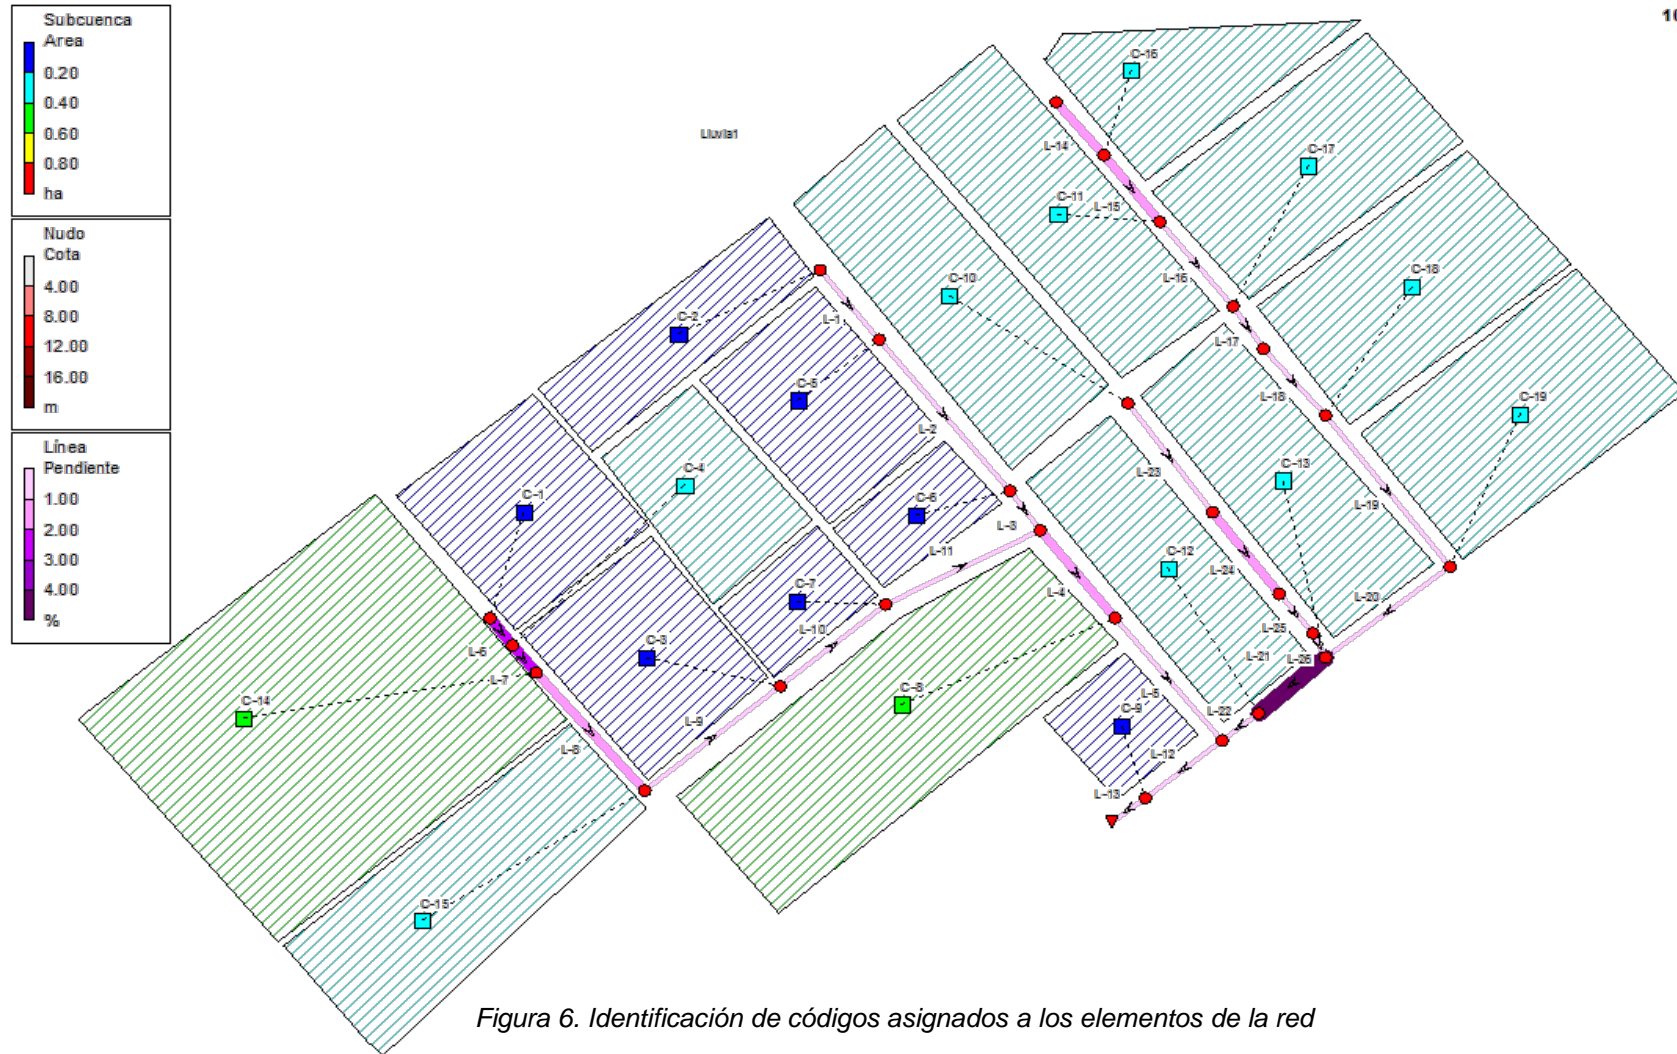 Subcuenca
Area
0.20
0.40
0.60
0.80
ha
Nudo
Cota
4.00
8.00
12.00
16.00
m
Línea
Pendiente
1.00
2.00
3.00
4.00
%
10
Lluvia1
C-16
L-14
C-17
C-11
L-15
L-16
C-18
C-10
C-2
L-1
L-17
C-5
L-18
C-19
L-2
C-4
L-23
C-13
C-1
C-6
L-19
L-3
L-11
C-12
L-24
C-7
L-4
L-20
L-10
L-25
C-3
L-6
L-21
L-26
L-7
C-14
C-8
L-5
C-9
L-22
L-9
L-8
L-12
L-13
C-15
Figura 6. Identificación de códigos asignados a los elementos de la red